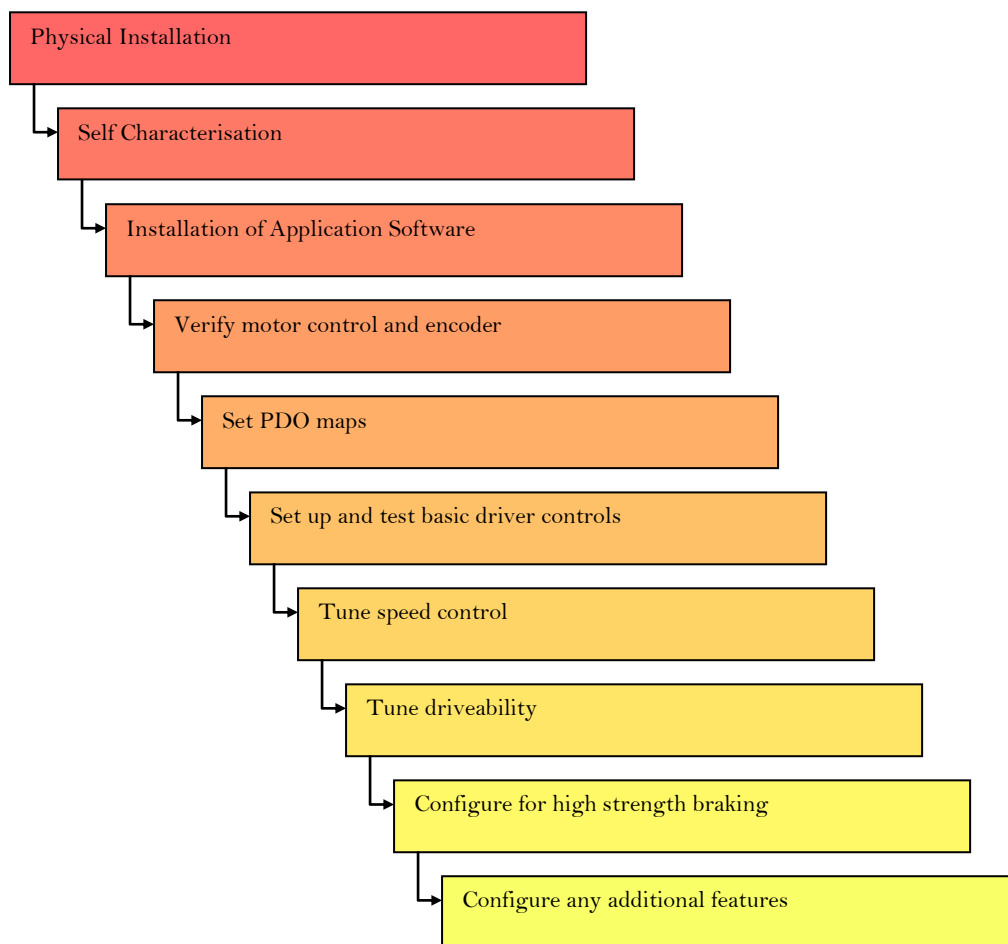 Physical Installation
Self Characterisation
Installation of Application Software
Verify motor control and encoder
Set PDO maps
Set up and test basic driver controls
Tune speed control
Tune driveability
Configure for high strength braking
Configure any additional features